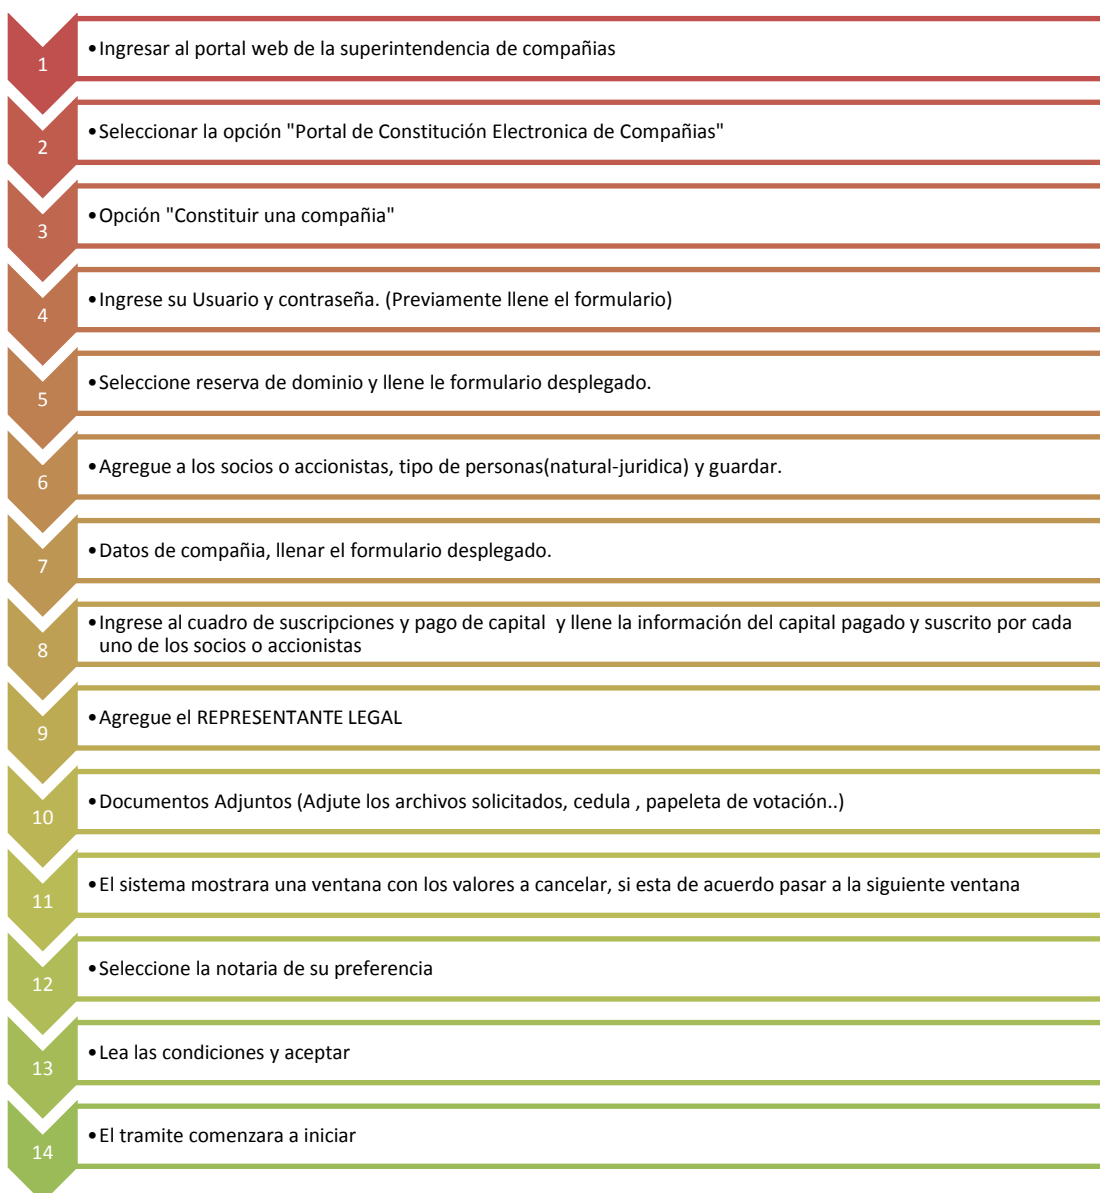 1
•Ingresar al portal web de la superintendencia de compañias
2
•Seleccionar la opción "Portal de Constitución Electronica de Compañias"
3
•Opción "Constituir una compañia"
4
•Ingrese su Usuario y contraseña. (Previamente llene el formulario)
5
•Seleccione reserva de dominio y llene le formulario desplegado.
6
•Agregue a los socios o accionistas, tipo de personas(natural-juridica) y guardar.
7
•Datos de compañia, llenar el formulario desplegado.
8
•Ingrese al cuadro de suscripciones y pago de capital  y llene la información del capital pagado y suscrito por cada
uno de los socios o accionistas
9
•Agregue el REPRESENTANTE LEGAL
10
•Documentos Adjuntos (Adjute los archivos solicitados, cedula , papeleta de votación..)
11
•El sistema mostrara una ventana con los valores a cancelar, si esta de acuerdo pasar a la siguiente ventana
12
•Seleccione la notaria de su preferencia
13
•Lea las condiciones y aceptar
14
•El tramite comenzara a iniciar